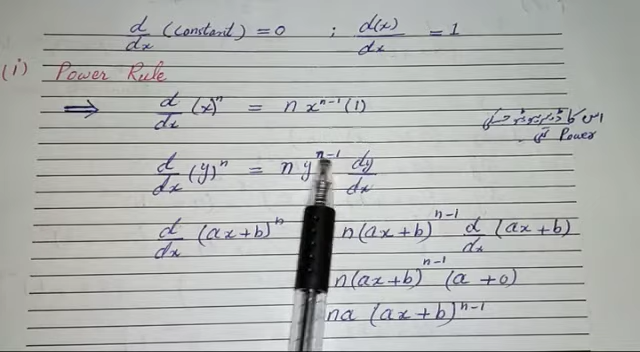 d/dx (constant) = 0 ; d(x)/dx = 1
(i) Power Rule
⇒ d/dx (x)^n = n x^(n-1) (1)
Power
d/dx (y)^n = n y^(n-1) dy/dx
d/dx (ax+b)^n n(ax+b)^(n-1) d/dx (ax+b)
n(ax+b)^(n-1) (a+0)
na (ax+b)^(n-1)